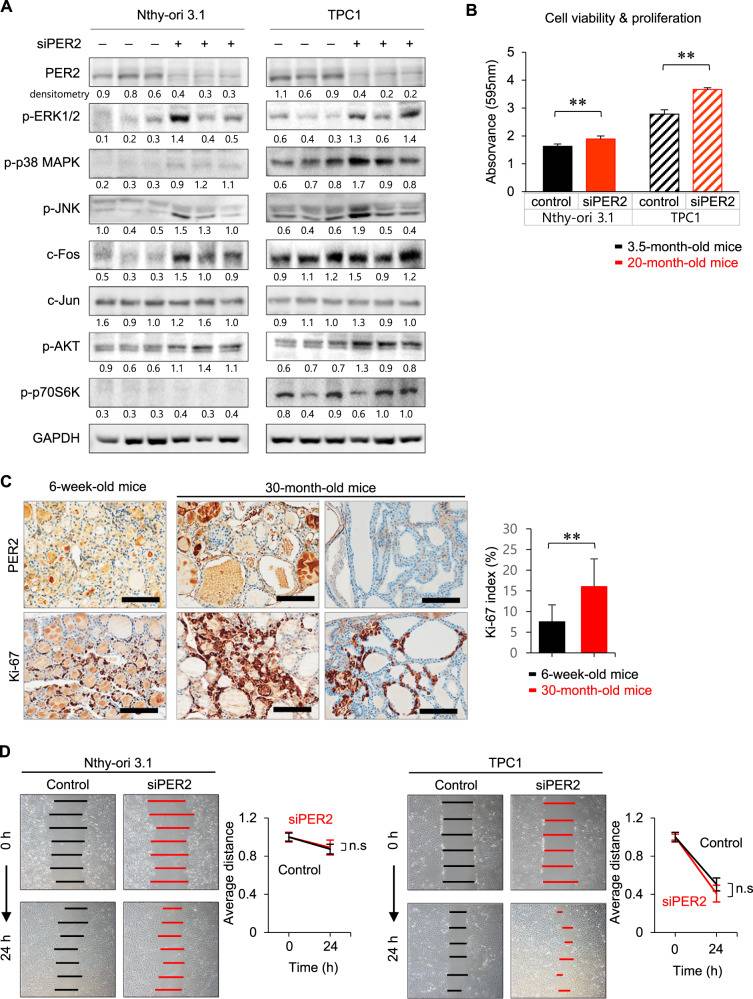 A
Nthy-ori 3.1 TPC1
siPER2 – – – + + + – – – + + +
PER2
densitometry 0.9 0.8 0.6 0.4 0.3 0.3 1.1 0.6 0.9 0.4 0.2 0.2
p-ERK1/2
0.1 0.2 0.3 1.4 0.4 0.5 0.6 0.4 0.3 1.3 0.6 1.4
p-p38 MAPK
0.2 0.3 0.3 0.9 1.2 1.1 0.6 0.7 0.8 1.7 0.9 0.8
p-JNK
1.0 0.4 0.5 1.5 1.3 1.0 0.6 0.4 0.6 1.9 0.5 0.4
c-Fos
0.5 0.3 0.3 1.5 1.0 0.9 0.9 1.1 1.2 1.5 0.9 1.2
c-Jun
1.6 0.9 1.0 1.2 1.6 1.0 0.9 1.1 1.0 1.3 0.9 1.0
p-AKT
0.9 0.6 0.6 1.1 1.4 1.1 0.6 0.7 0.7 1.3 0.9 0.8
p-p70S6K
0.3 0.3 0.3 0.4 0.3 0.4 0.8 0.4 0.9 0.6 1.0 1.0
GAPDH
B
Cell viability & proliferation
Absorvance (595nm)
5
4
3
2
1
0
** **
control siPER2 control siPER2
Nthy-ori 3.1 TPC1
3.5-month-old mice
20-month-old mice
C
6-week-old mice 30-month-old mice
PER2
Ki-67
Ki-67 Index (%)
30
25
20
15
10
5
0
**
6-week-old mice
30-month-old mice
D
Nthy-ori 3.1
Control siPER2
0 h
24 h
Average distance
1.2
0.8
0.4
0
siPER2
n.s
Control
0 24
Time (h)
TPC1
Control siPER2
0 h
24 h
Average distance
1.2
0.8
0.4
0
Control
n.s
siPER2
0 24
Time (h)